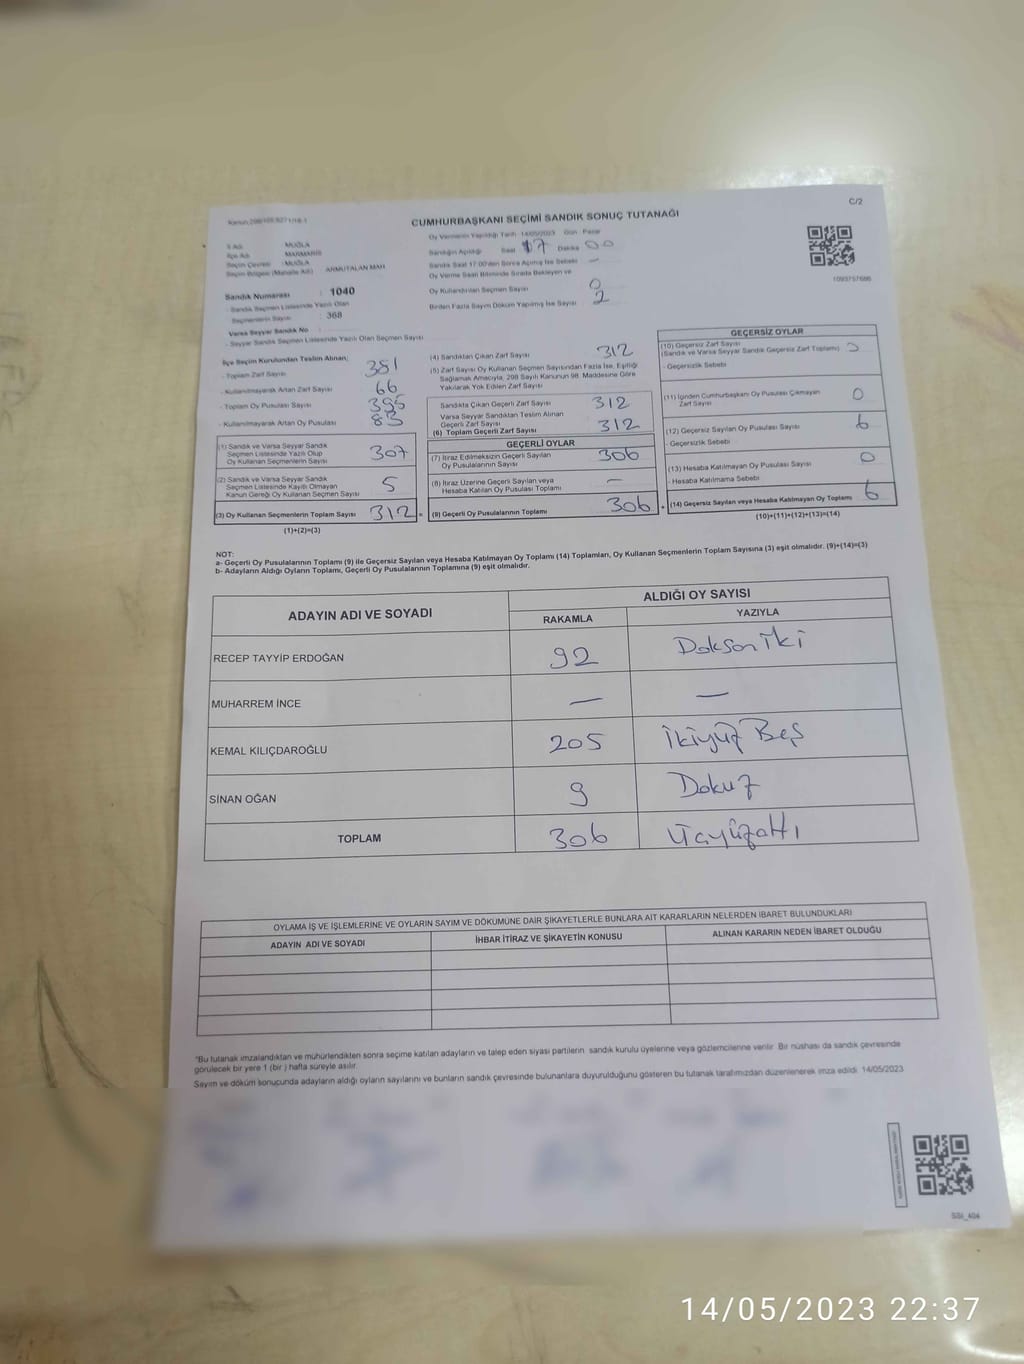 C/2
CUMHURBAŞKANI SEÇİMİ SANDIK SONUÇ TUTANAĞI
1093757686
İl Adı : MUĞLA
İlçe Adı : MARMARİS
Seçim Çevresi : MUĞLA
Seçim Bölgesi (Mahalle Adı) : ARMUTALAN MAH
Sandık Numarası : 1040
- Sandık Seçmen Listesinde Yazılı Olan Seçmenlerin Sayısı : 368
Varsa Seyyar Sandık No :
- Seyyar Sandık Seçmen Listesinde Yazılı Olan Seçmen Sayısı
Oy Vermenin Yapıldığı Tarih 14/05/2023 Gün Pazar
Sandığın Açıldığı Saat 17 Dakika 00
Sandık Saat 17:00'den Sonra Açılmış İse Sebebi —
Oy Verme Saati Bitiminde Sırada Bekleyen ve
Oy Kullandırılan Seçmen Sayısı 0
Birden Fazla Sayım Döküm Yapılmış İse Sayısı 2
İlçe Seçim Kurulundan Teslim Alınan;
- Toplam Zarf Sayısı 381
- Kullanılmayarak Artan Zarf Sayısı 66
- Toplam Oy Pusulası Sayısı 395
- Kullanılmayarak Artan Oy Pusulası 83
(1) Sandık ve Varsa Seyyar Sandık
Seçmen Listesinde Yazılı Olup
Oy Kullanan Seçmenlerin Sayısı 307
(2) Sandık ve Varsa Seyyar Sandık
Seçmen Listesinde Kayıtlı Olmayan
Kanun Gereği Oy Kullanan Seçmen Sayısı 5
(3) Oy Kullanan Seçmenlerin Toplam Sayısı 312 =
(1)+(2)=(3)
(4) Sandıktan Çıkan Zarf Sayısı 312
(5) Zarf Sayısı Oy Kullanan Seçmen Sayısından Fazla İse, Eşitliği
Sağlamak Amacıyla, 298 Sayılı Kanunun 98. Maddesine Göre
Yakılarak Yok Edilen Zarf Sayısı
Sandıkta Çıkan Geçerli Zarf Sayısı 312
Varsa Seyyar Sandıktan Teslim Alınan
Geçerli Zarf Sayısı
(6) Toplam Geçerli Zarf Sayısı 312
GEÇERLİ OYLAR
(7) İtiraz Edilmeksizin Geçerli Sayılan
Oy Pusulalarının Sayısı 306
(8) İtiraz Üzerine Geçerli Sayılan veya
Hesaba Katılan Oy Pusulası Toplamı —
(9) Geçerli Oy Pusulalarının Toplamı 306 +
GEÇERSİZ OYLAR
(10) Geçersiz Zarf Sayısı
(Sandık ve Varsa Seyyar Sandık Geçersiz Zarf Toplamı)
- Geçersizlik Sebebi
(11) İçinden Cumhurbaşkanı Oy Pusulası Çıkmayan
Zarf Sayısı 0
(12) Geçersiz Sayılan Oy Pusulası Sayısı 6
- Geçersizlik Sebebi
(13) Hesaba Katılmayan Oy Pusulası Sayısı 0
- Hesaba Katılmama Sebebi
(14) Geçersiz Sayılan veya Hesaba Katılmayan Oy Toplamı 6
(10)+(11)+(12)+(13)=(14)
NOT:
a- Geçerli Oy Pusulalarının Toplamı (9) ile Geçersiz Sayılan veya Hesaba Katılmayan Oy Toplamı (14) Toplamları, Oy Kullanan Seçmenlerin Toplam Sayısına (3) eşit olmalıdır. (9)+(14)=(3)
b- Adayların Aldığı Oyların Toplamı, Geçerli Oy Pusulalarının Toplamına (9) eşit olmalıdır.
ADAYIN ADI VE SOYADI
ALDIĞI OY SAYISI
RAKAMLA YAZIYLA
RECEP TAYYİP ERDOĞAN 92 Doksan iki
MUHARREM İNCE — —
KEMAL KILIÇDAROĞLU 205 İkiyüz Beş
SİNAN OĞAN 9 Dokuz
TOPLAM 306 Üçyüzaltı
OYLAMA İŞ VE İŞLEMLERİNE VE OYLARIN SAYIM VE DÖKÜMÜNE DAİR ŞİKAYETLERLE BUNLARA AİT KARARLARIN NELERDEN İBARET BULUNDUKLARI
ADAYIN ADI VE SOYADI İHBAR İTİRAZ VE ŞİKAYETİN KONUSU ALINAN KARARIN NEDEN İBARET OLDUĞU
"Bu tutanak imzalandıktan ve mühürlendikten sonra seçime katılan adayların ve talep eden siyasi partilerin sandık kurulu üyelerine veya gözlemcilerine verilir. Bir nüshası da sandık çevresinde
görülecek bir yere 1 (bir) hafta süreyle asılır.
Sayım ve döküm sonucunda adayların aldığı oyların sayılarını ve bunların sandık çevresinde bulunanlara duyurulduğunu gösteren bu tutanak tarafımızdan düzenlenerek imza edildi. 14/05/2023
SSI_404
14/05/2023 22:37